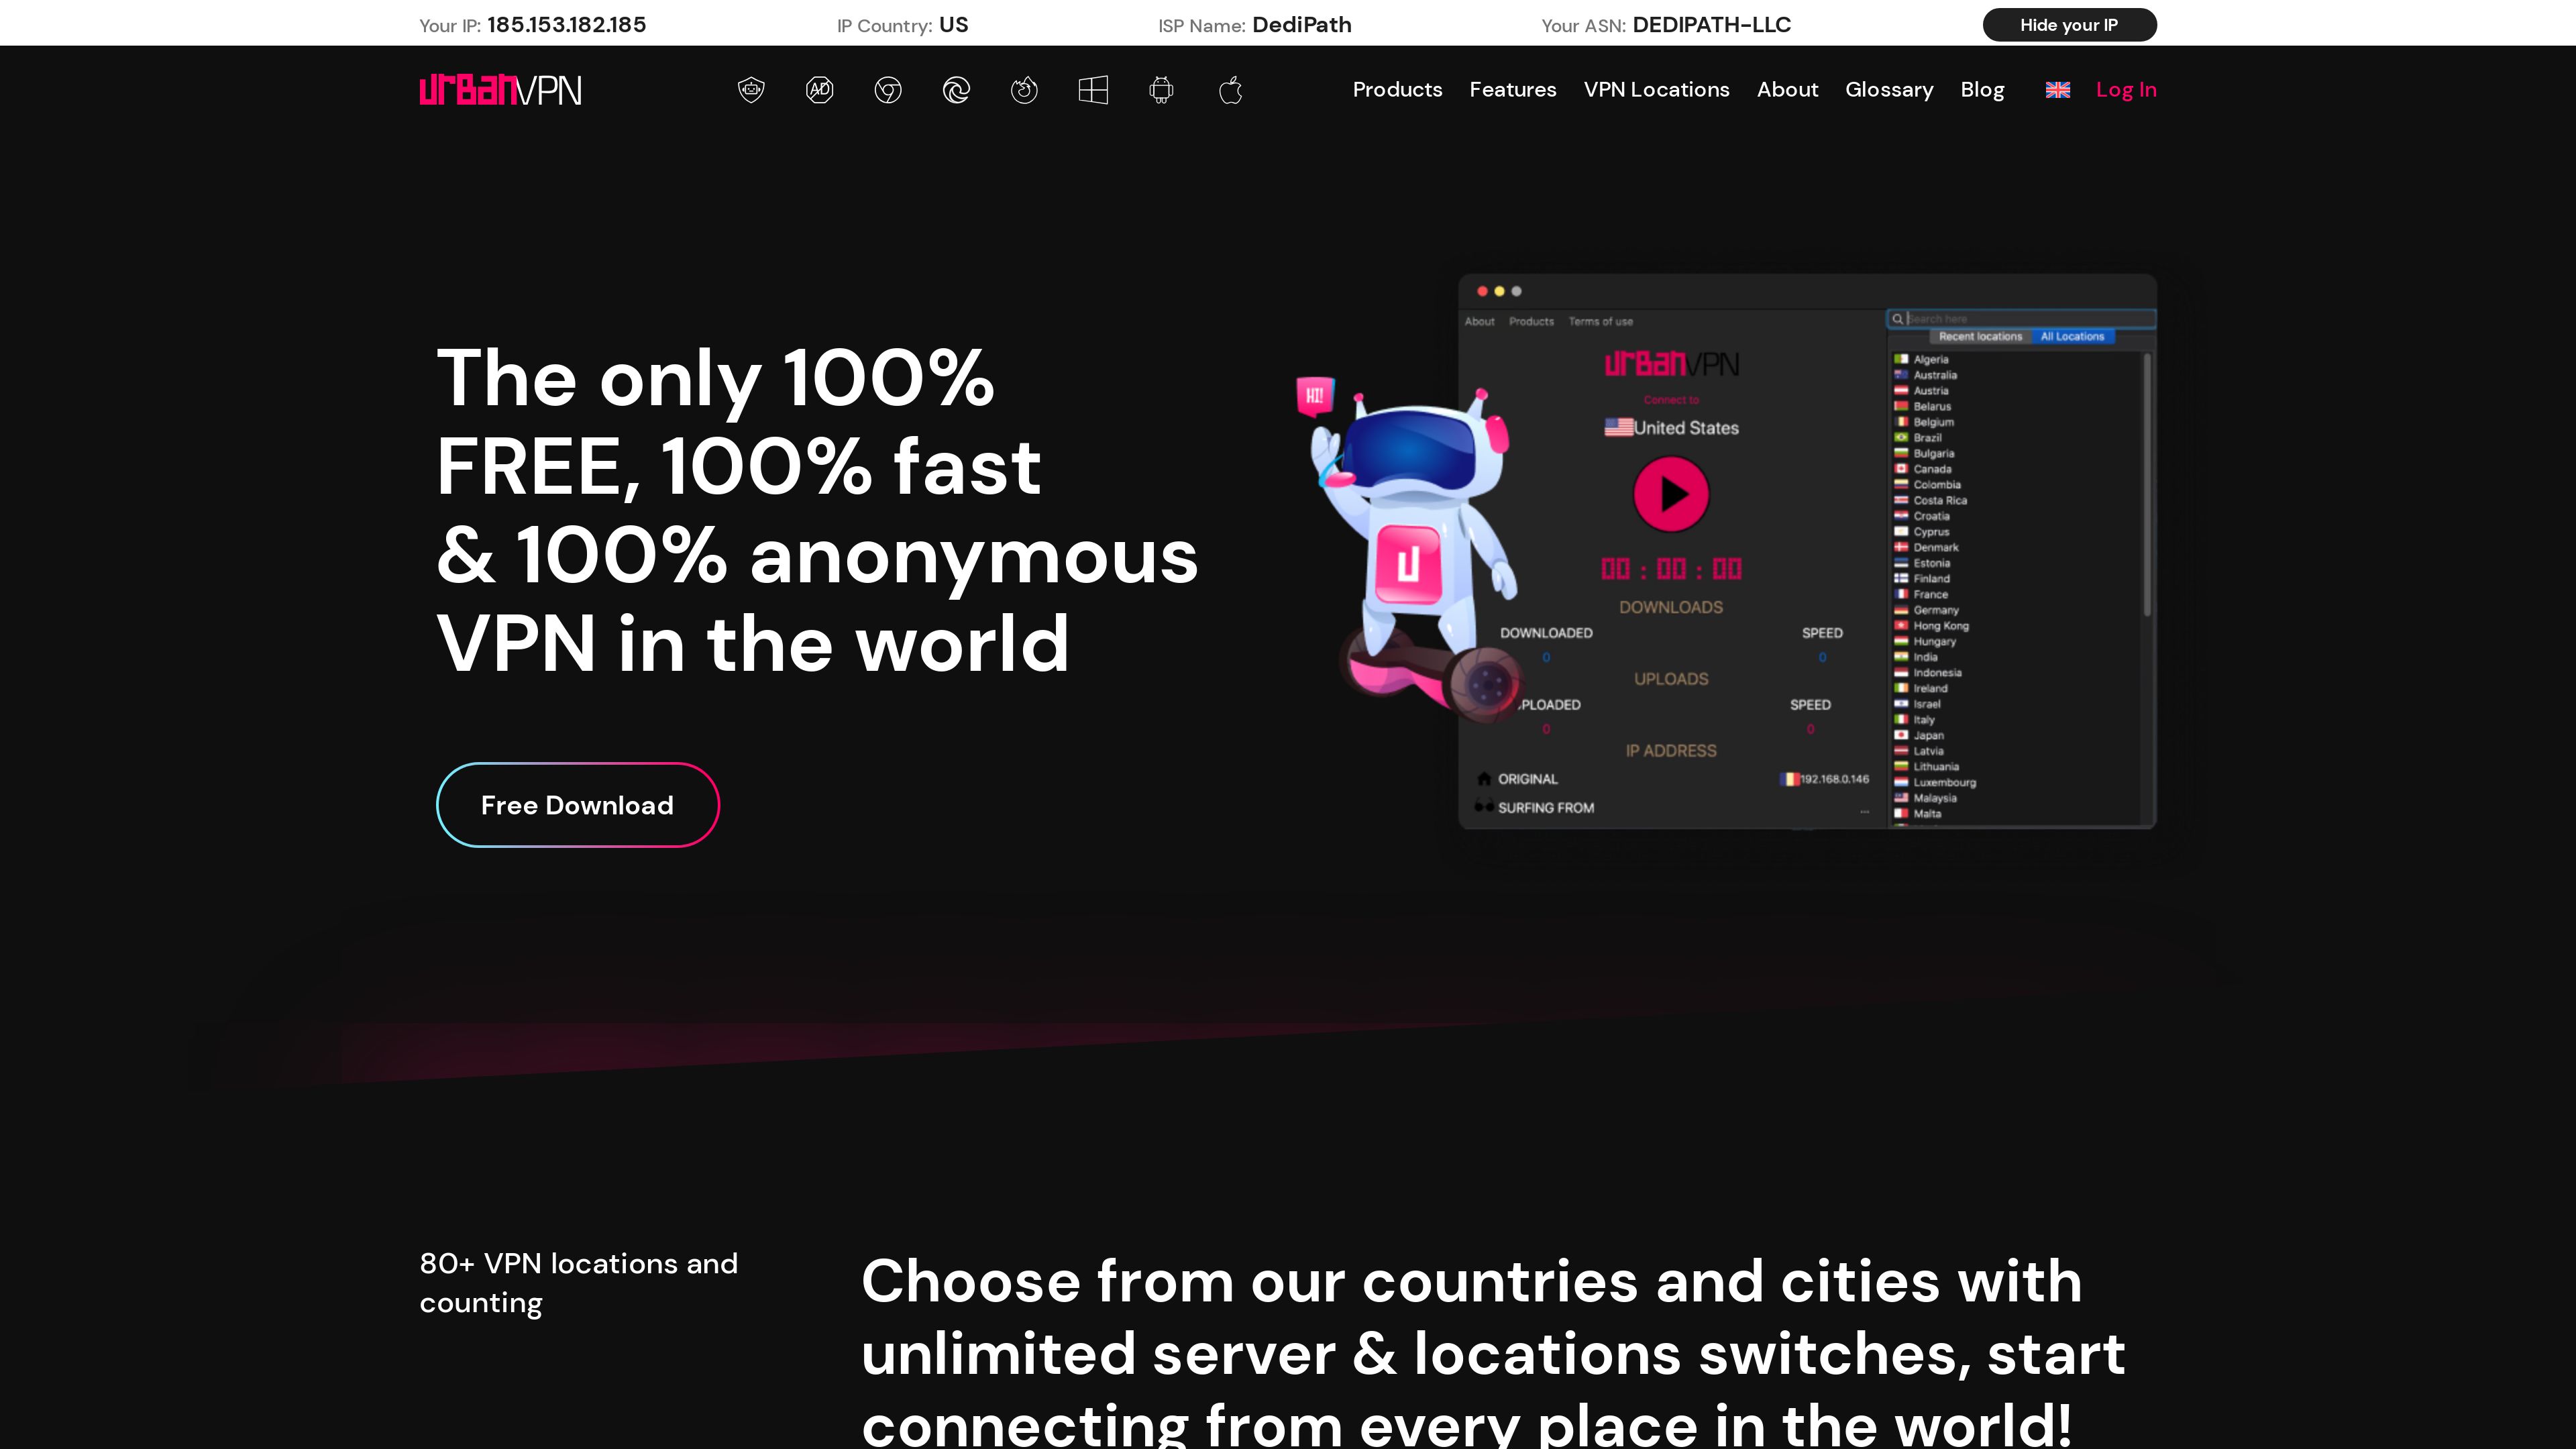 Your IP: 185.153.182.185 IP Country: US ISP Name: DediPath Your ASN: DEDIPATH-LLC Hide your IP
urBanVPN AD Products Features VPN Locations About Glossary Blog Log In
The only 100%
FREE, 100% fast
& 100% anonymous
VPN in the world
Free Download
HI!
U
About Products Terms of use
urBanVPN
Connect to
United States
00 : 00 : 00
DOWNLOADS
DOWNLOADED SPEED
0 0
UPLOADS
PLOADED SPEED
0 0
IP ADDRESS
ORIGINAL 192.168.0.146
SURFING FROM ...
Search here
Recent locations All Locations
Algeria
Australia
Austria
Belarus
Belgium
Brazil
Bulgaria
Canada
Colombia
Costa Rica
Croatia
Cyprus
Denmark
Estonia
Finland
France
Germany
Hong Kong
Hungary
India
Indonesia
Ireland
Israel
Italy
Japan
Latvia
Lithuania
Luxembourg
Malaysia
Malta
80+ VPN locations and
counting
Choose from our countries and cities with
unlimited server & locations switches, start
connecting from every place in the world!